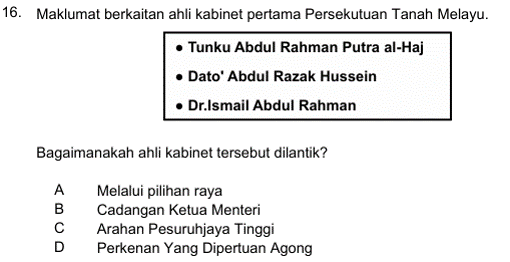 16. Maklumat berkaitan ahli kabinet pertama Persekutuan Tanah Melayu.
• Tunku Abdul Rahman Putra al-Haj
• Dato' Abdul Razak Hussein
• Dr.Ismail Abdul Rahman
Bagaimanakah ahli kabinet tersebut dilantik?
A Melalui pilihan raya
B Cadangan Ketua Menteri
C Arahan Pesuruhjaya Tinggi
D Perkenan Yang Dipertuan Agong